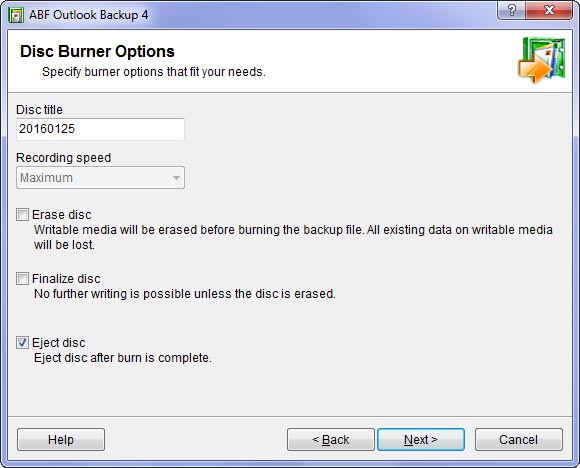 ABF Outlook Backup 4
Disc Burner Options
Specify burner options that fit your needs.
Disc title
20160125
Recording speed
Maximum
Erase disc
Writable media will be erased before burning the backup file. All existing data on writable media
will be lost.
Finalize disc
No further writing is possible unless the disc is erased.
Eject disc
Eject disc after burn is complete.
Help
< Back
Next >
Cancel